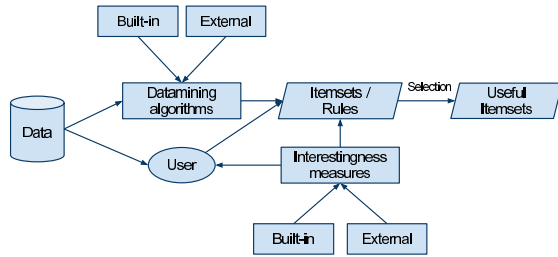 Built-in
External
Datamining
algorithms
Itemsets /
Rules
Selection
Useful
Itemsets
Data
User
Interestingness
measures
Built-in
External